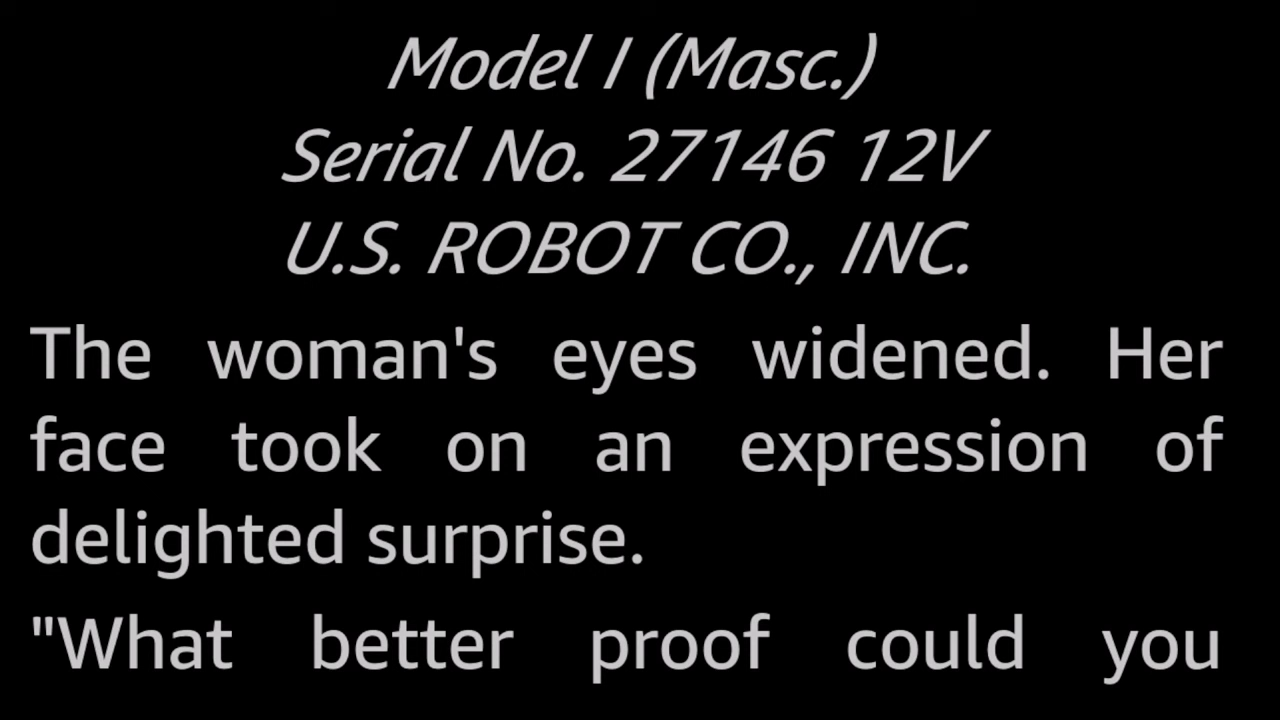 Model I (Masc.)
Serial No. 27146 12V
U.S. ROBOT CO., INC.
The woman's eyes widened. Her
face took on an expression of
delighted surprise.
"What better proof could you